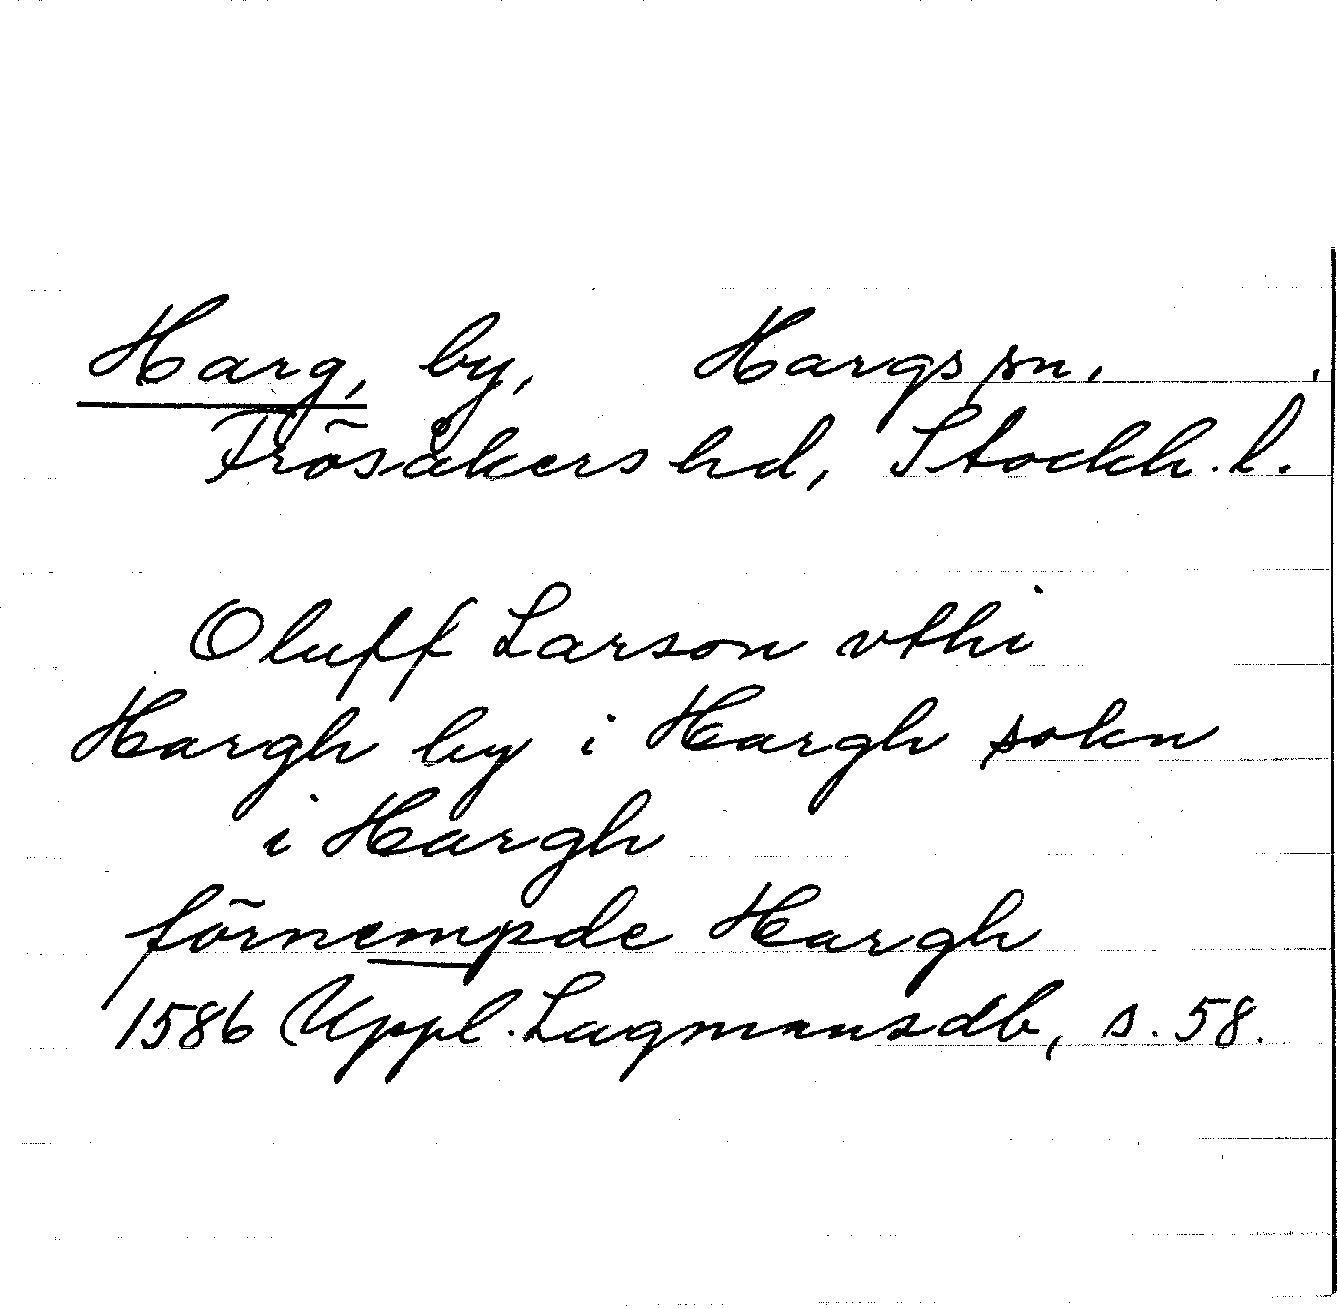 Harg, by, Hargs sn.
Frösåkers hd, Stockh. l.
Oluff Larson vthi
Hargh by i Hargh sokn
i Hargh
förnempde Hargh
1586 Uppl. Lagmansdb, s. 58.